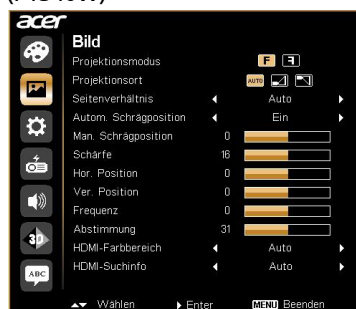 acer
Bild
Projektionsmodus F F
Projektionsort AUTO
Seitenverhältnis Auto
Autom. Schrägposition Ein
Man. Schrägposition 0
Schärfe 16
Hor. Position 0
Ver. Position 0
Frequenz 0
Abstimmung 31
HDMI-Farbbereich Auto
HDMI-Suchinfo Auto
3D
ABC
Wählen Enter MENU Beenden